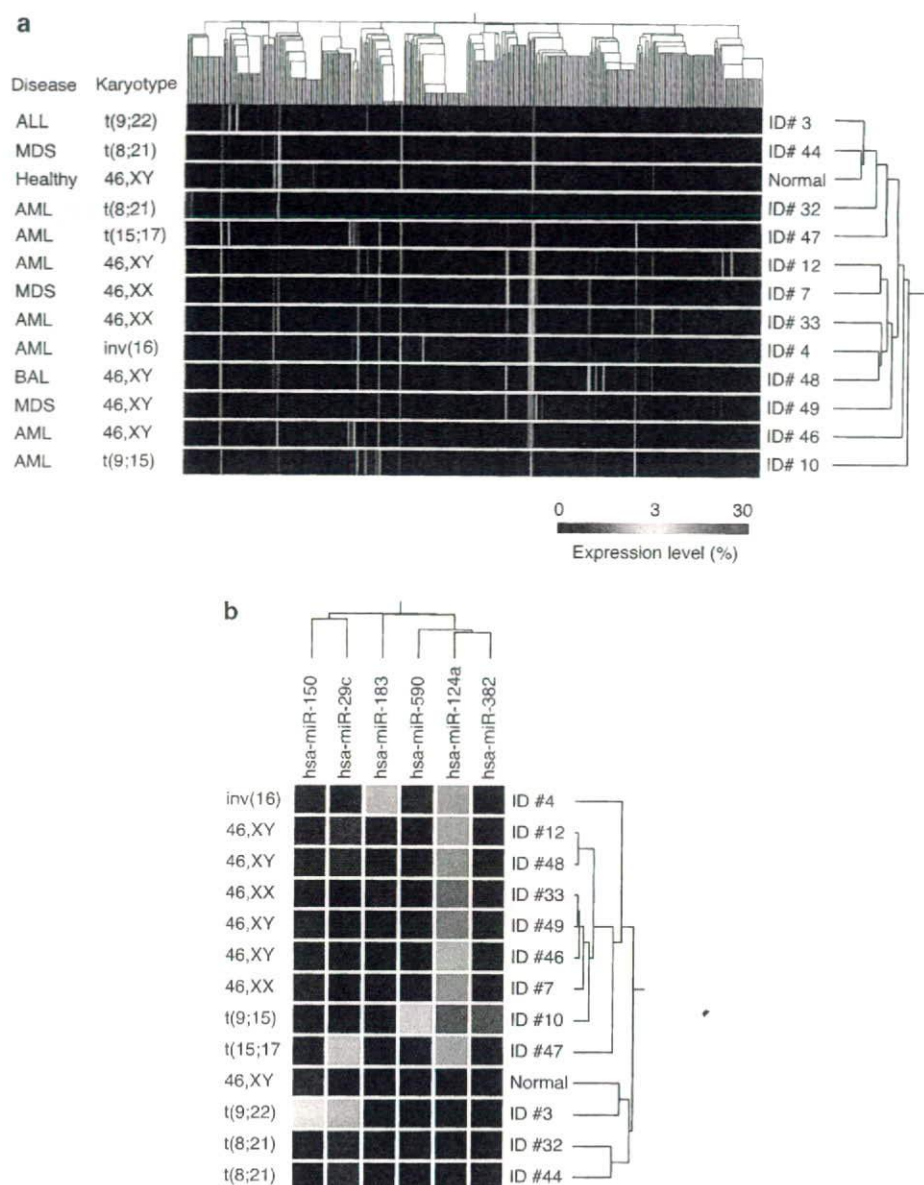 a
Disease Karyotype
ALL t(9;22) ID# 3
MDS t(8;21) ID# 44
Healthy 46,XY Normal
AML t(8;21) ID# 32
AML t(15;17) ID# 47
AML 46,XY ID# 12
MDS 46,XX ID# 7
AML 46,XX ID# 33
AML inv(16) ID# 4
BAL 46,XY ID# 48
MDS 46,XY ID# 49
AML 46,XY ID# 46
AML t(9;15) ID# 10
0 3 30
Expression level (%)
b
hsa-miR-150
hsa-miR-29c
hsa-miR-183
hsa-miR-590
hsa-miR-124a
hsa-miR-382
inv(16) ID #4
46,XY ID #12
46,XY ID #48
46,XX ID #33
46,XY ID #49
46,XY ID #46
46,XX ID #7
t(9;15) ID #10
t(15;17 ID #47
46,XY Normal
t(9;22) ID #3
t(8;21) ID #32
t(8;21) ID #44